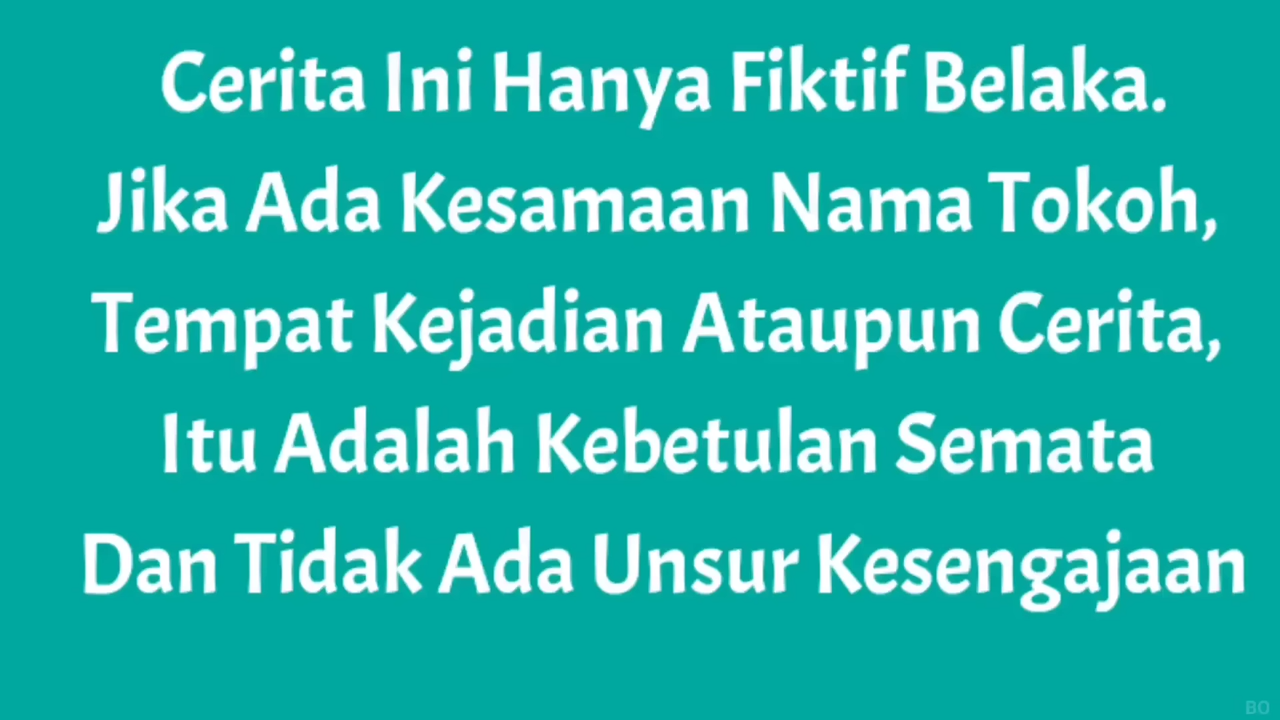 Cerita Ini Hanya Fiktif Belaka.
Jika Ada Kesamaan Nama Tokoh,
Tempat Kejadian Ataupun Cerita,
Itu Adalah Kebetulan Semata
Dan Tidak Ada Unsur Kesengajaan
BO